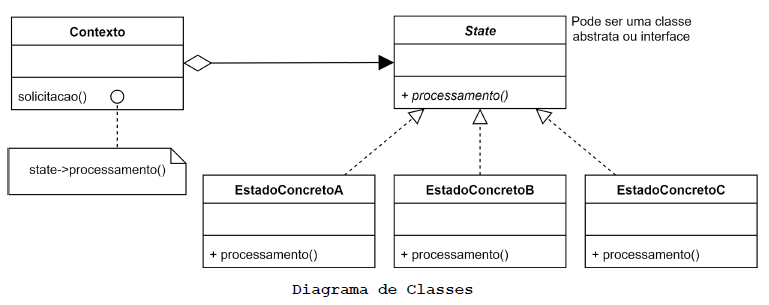 Contexto
solicitacao()
state->processamento()
State
+ processamento()
Pode ser uma classe
abstrata ou interface
EstadoConcretoA
+ processamento()
EstadoConcretoB
+ processamento()
EstadoConcretoC
+ processamento()
Diagrama de Classes